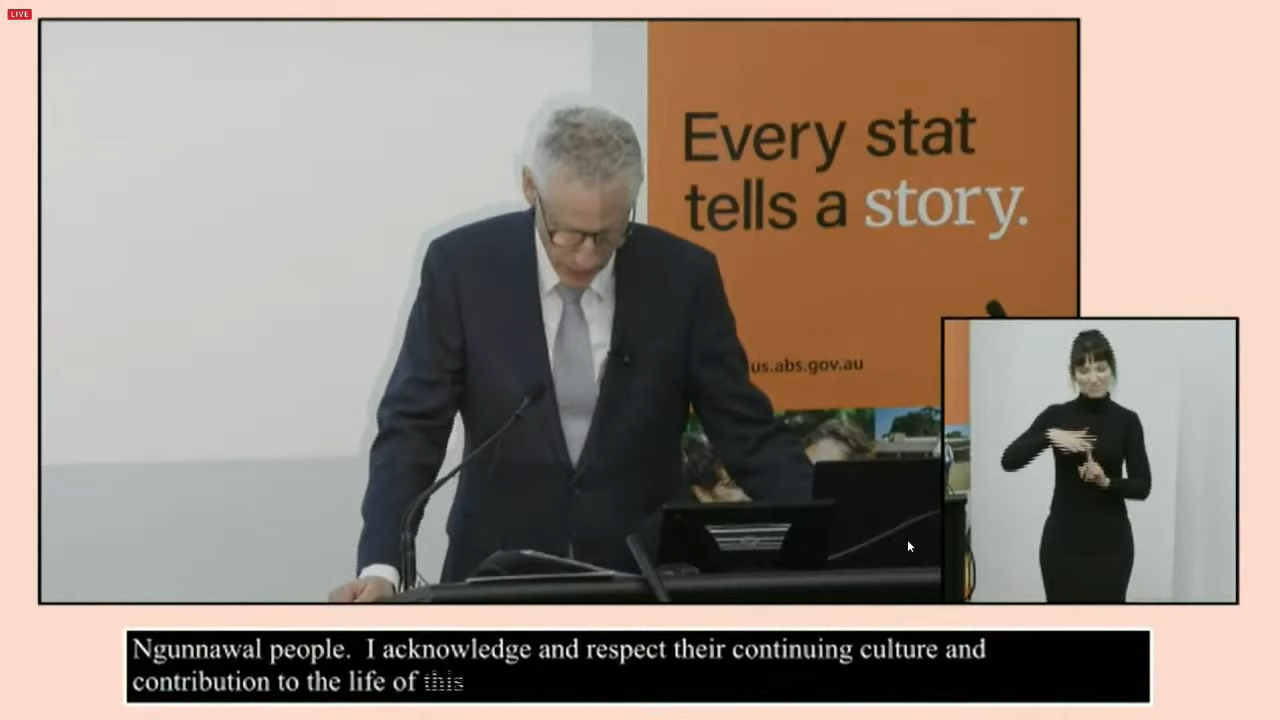 LIVE
Every stat
tells a story.
us.abs.gov.au
Ngunnawal people.  I acknowledge and respect their continuing culture and
contribution to the life of this